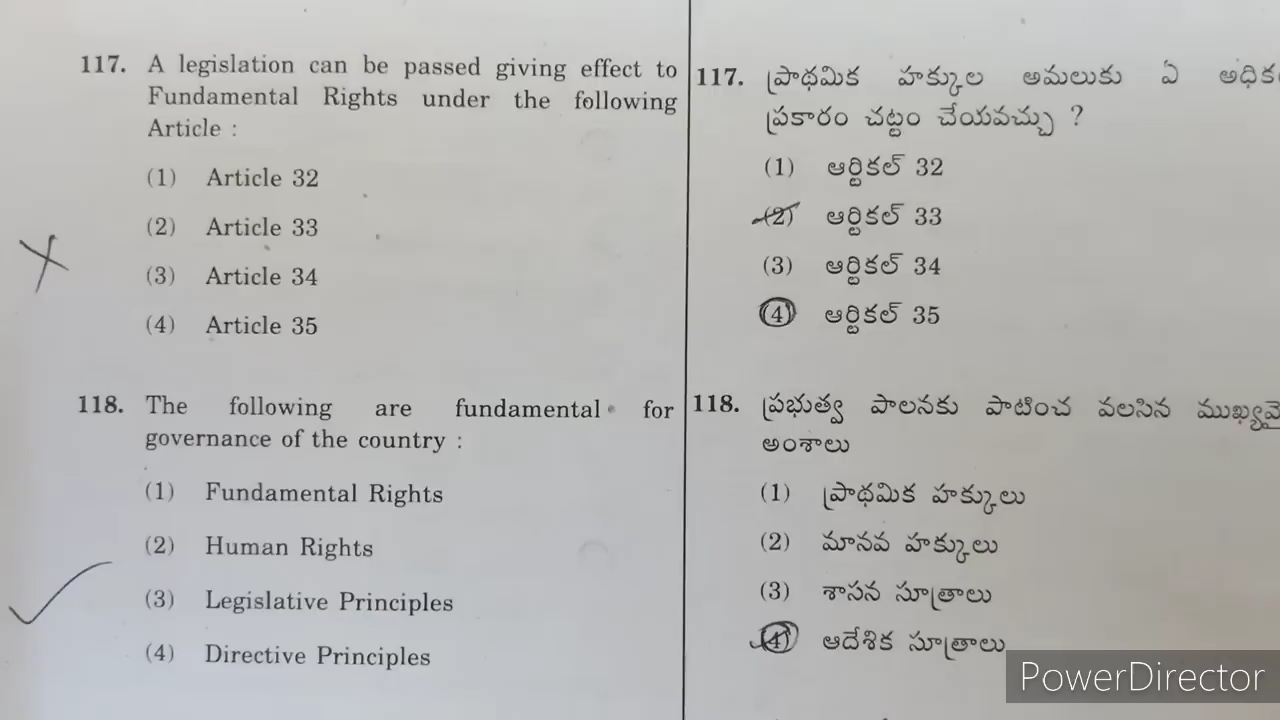 117. A legislation can be passed giving effect to
Fundamental Rights under the following
Article :
(1) Article 32
(2) Article 33
(3) Article 34
(4) Article 35
118. The following are fundamental for
governance of the country :
(1) Fundamental Rights
(2) Human Rights
(3) Legislative Principles
(4) Directive Principles
117. ప్రాథమిక హక్కుల అమలుకు ఏ
ప్రకారం చట్టం చేయవచ్చు ?
(1) ఆర్టికల్ 32
(2) ఆర్టికల్ 33
(3) ఆర్టికల్ 34
(4) ఆర్టికల్ 35
118. ప్రభుత్వ పాలనకు పాటించ వలసిన
అంశాలు
(1) ప్రాథమిక హక్కులు
(2) మానవ హక్కులు
(3) శాసన సూత్రాలు
(4) ఆదేశిక సూత్రాలు
PowerDirector